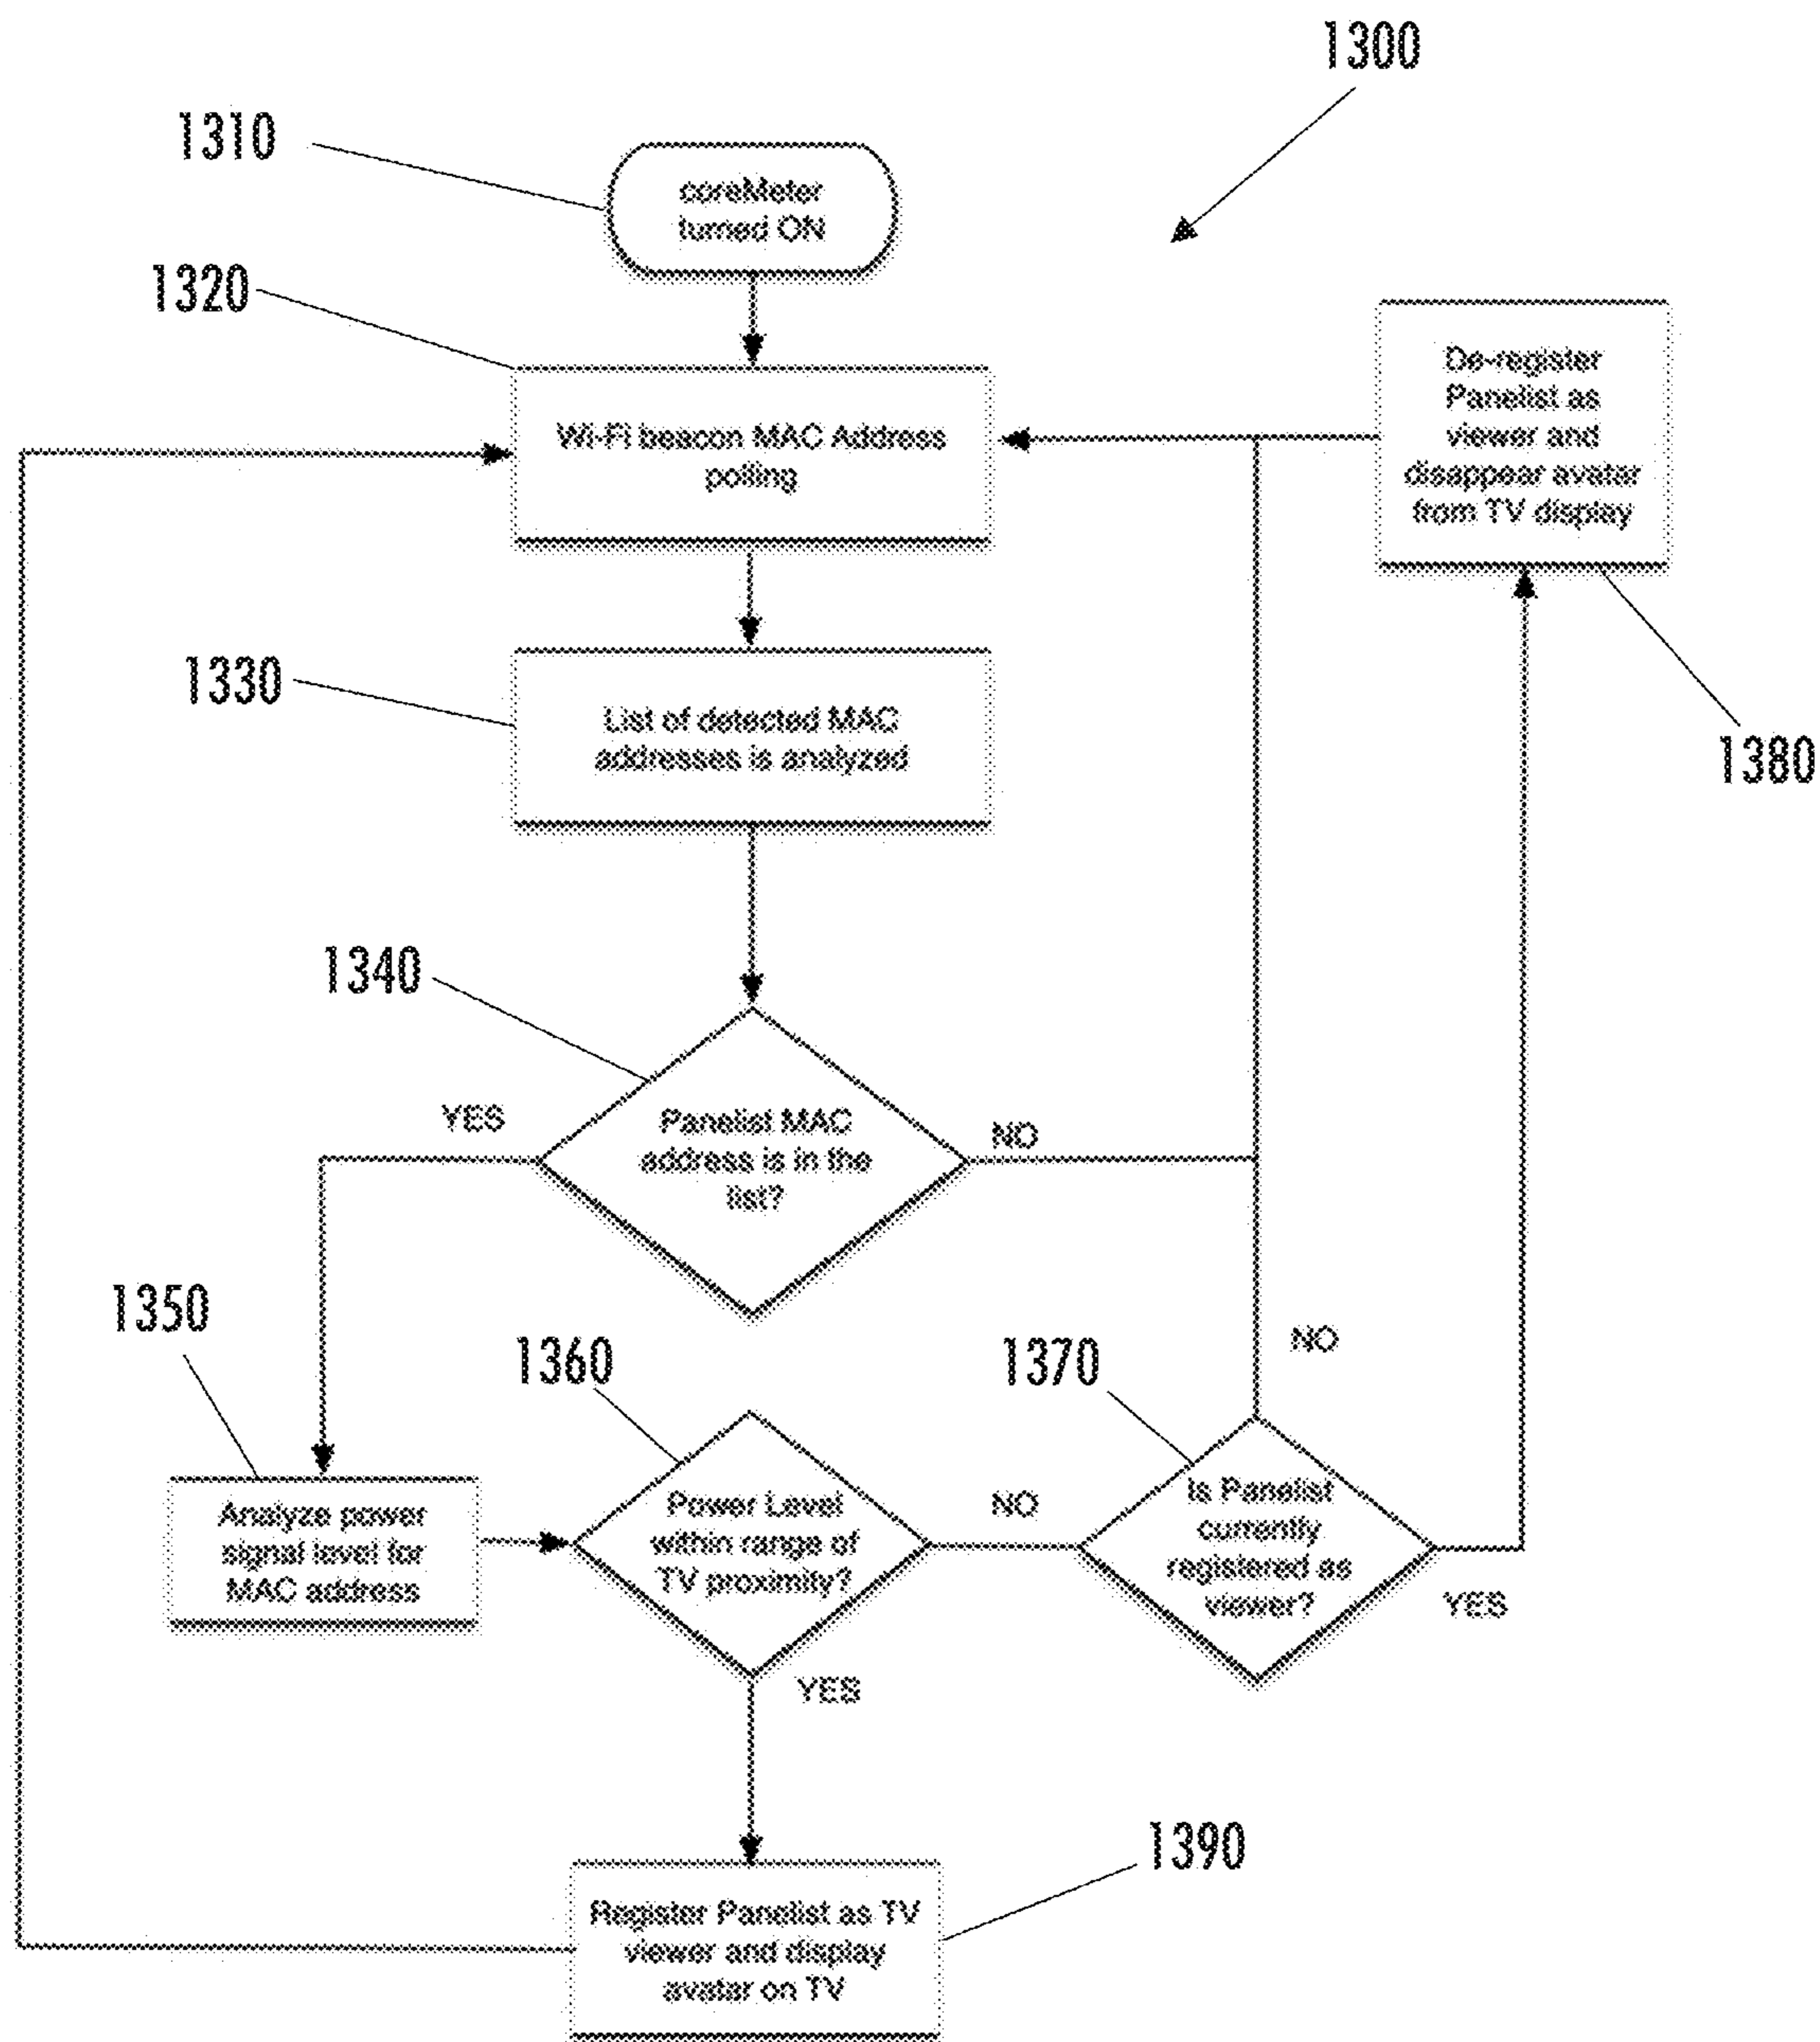 1300
1310
coreMeter
turned ON
1320
Wi-Fi beacon MAC Address
polling
De-register
Panelist as
viewer and
disappear avatar
from TV display
1330
List of detected MAC
addresses is analyzed
1380
1340
YES
Panelist MAC
address is in the
list?
NO
1350
Analyze power
signal level for
MAC address
1360
Power Level
within range of
TV proximity?
NO
YES
1370
NO
Is Panelist
currently
registered as
viewer?
YES
1390
Register Panelist as TV
viewer and display
avatar on TV